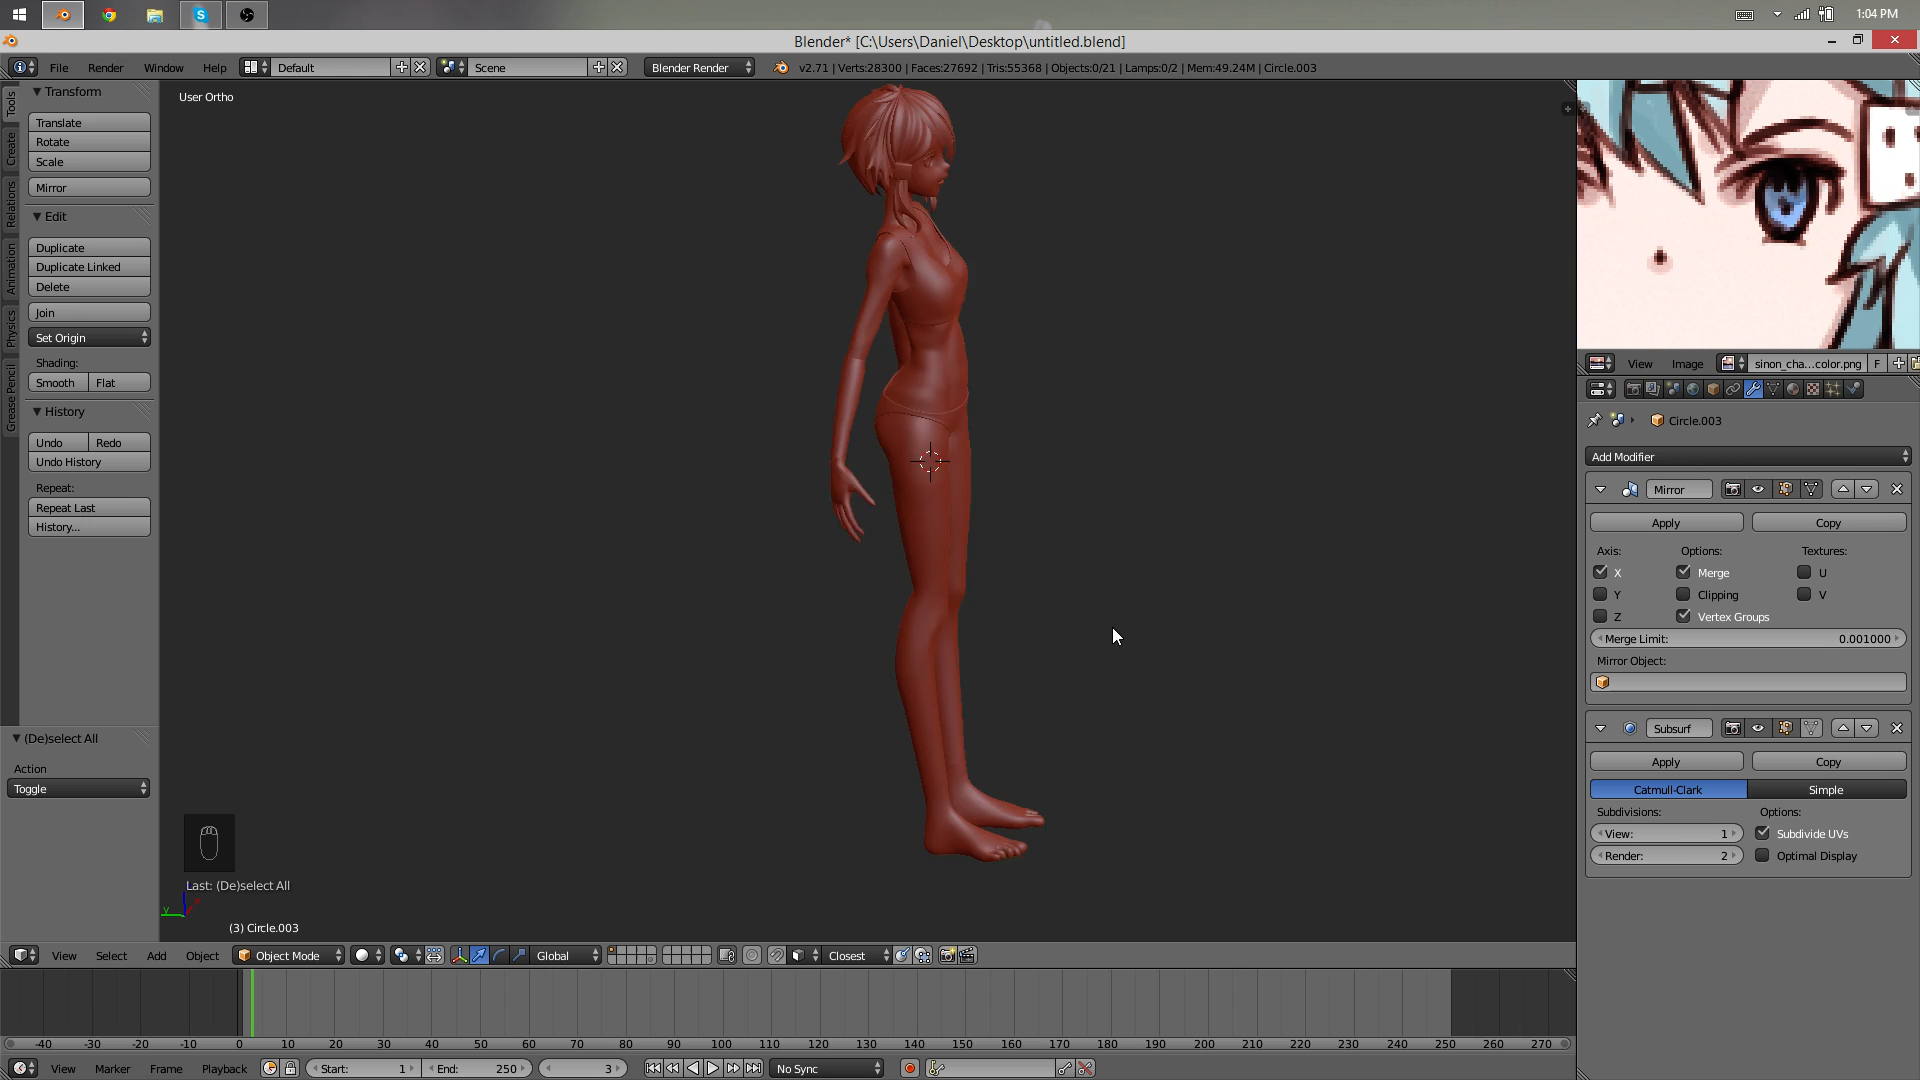 1:04 PM
Blender* [C:\Users\Daniel\Desktop\untitled.blend]
File Render Window Help Default Scene Blender Render v2.71 | Verts:28300 | Faces:27692 | Tris:55368 | Objects:0/21 | Lamps:0/2 | Mem:49.24M | Circle.003
Tools
Create
Relations
Animation
Physics
Grease Pencil
Transform
Translate
Rotate
Scale
Mirror
Edit
Duplicate
Duplicate Linked
Delete
Join
Set Origin
Shading:
Smooth Flat
History
Undo Redo
Undo History
Repeat:
Repeat Last
History...
(De)select All
Action
Toggle
User Ortho
Last: (De)select All
y
(3) Circle.003
View Select Add Object Object Mode Global Closest
-40 -30 -20 -10 0 10 20 30 40 50 60 70 80 90 100 110 120 130 140 150 160 170 180 190 200 210 220 230 240 250 260 270
View Marker Frame Playback Start: 1 End: 250 3 No Sync
View Image sinon_cha...color.png F
Circle.003
Add Modifier
Mirror
Apply Copy
Axis: Options: Textures:
X Merge U
Y Clipping V
Z Vertex Groups
Merge Limit: 0.001000
Mirror Object:
Subsurf
Apply Copy
Catmull-Clark Simple
Subdivisions: Options:
View: 1 Subdivide UVs
Render: 2 Optimal Display